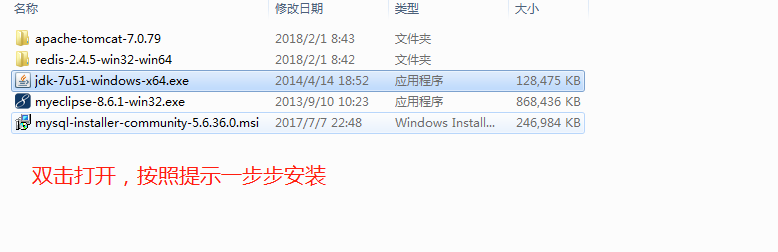 名称 修改日期 类型 大小
apache-tomcat-7.0.79 2018/2/1 8:43 文件夹
redis-2.4.5-win32-win64 2018/2/1 8:42 文件夹
jdk-7u51-windows-x64.exe 2014/4/14 18:52 应用程序 128,475 KB
myeclipse-8.6.1-win32.exe 2013/9/10 10:23 应用程序 868,436 KB
mysql-installer-community-5.6.36.0.msi 2017/7/7 22:48 Windows Install... 246,984 KB
双击打开，按照提示一步步安装